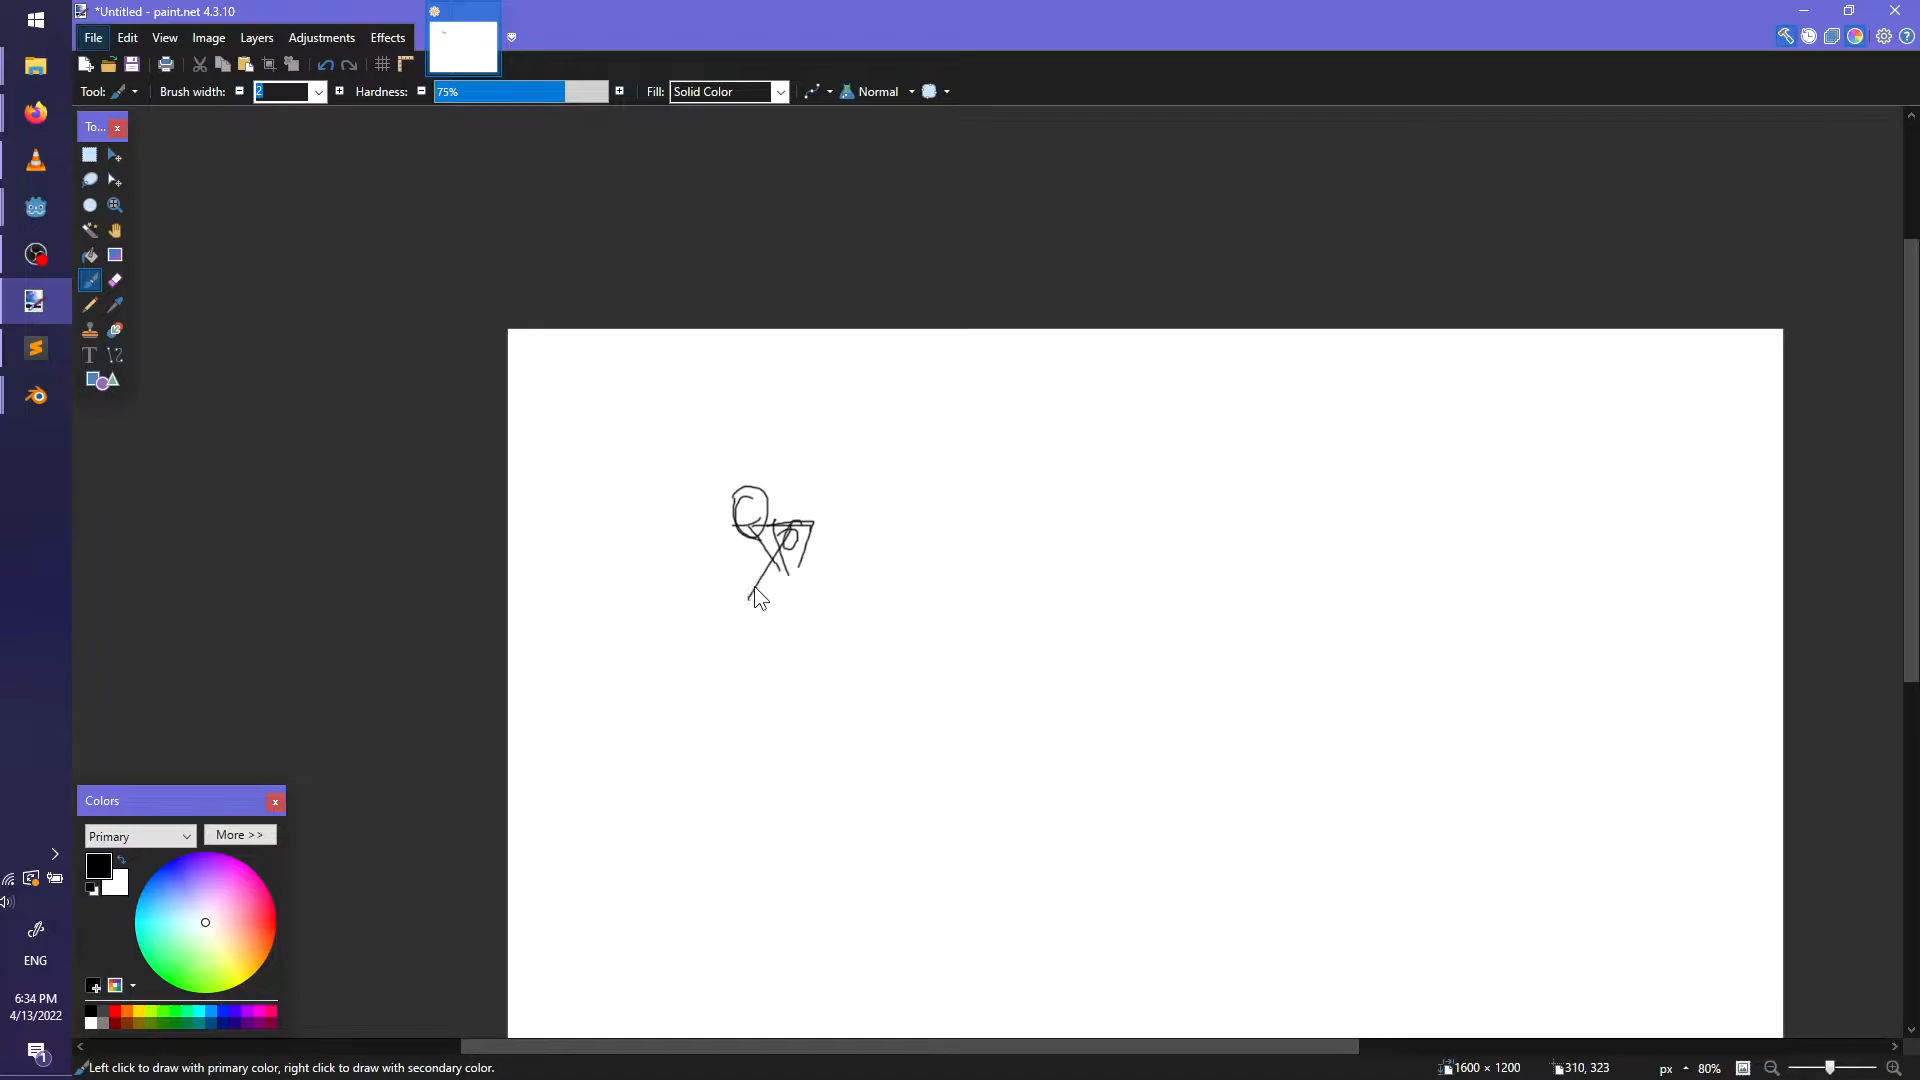 *Untitled - paint.net 4.3.10
File Edit View Image Layers Adjustments Effects
Tool: Brush width: 2 Hardness: 75% Fill: Solid Color Normal
To...
Colors
Primary More >>
ENG
6:34 PM
4/13/2022
1
Left click to draw with primary color, right click to draw with secondary color. 1600 × 1200 310, 323 px 80%